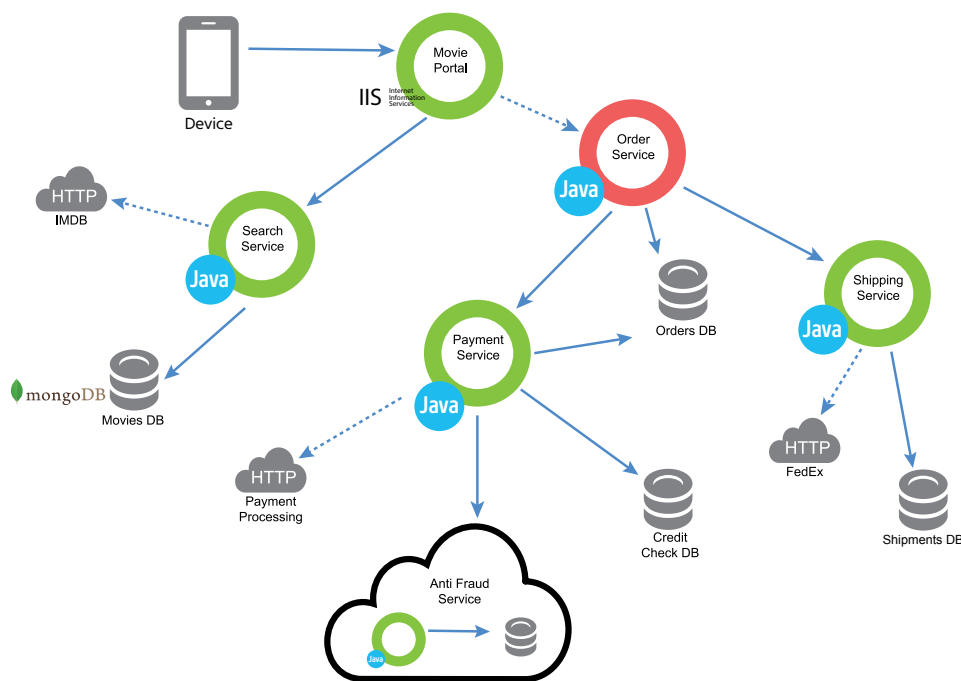 Movie
Portal
IIS Internet
Information
Services
Device
Order
Service
Java
HTTP
IMDB
Search
Service
Java
Shipping
Service
Java
Orders DB
Payment
Service
Java
mongoDB
Movies DB
HTTP
FedEx
HTTP
Payment
Processing
Credit
Check DB
Shipments DB
Anti Fraud
Service
Java